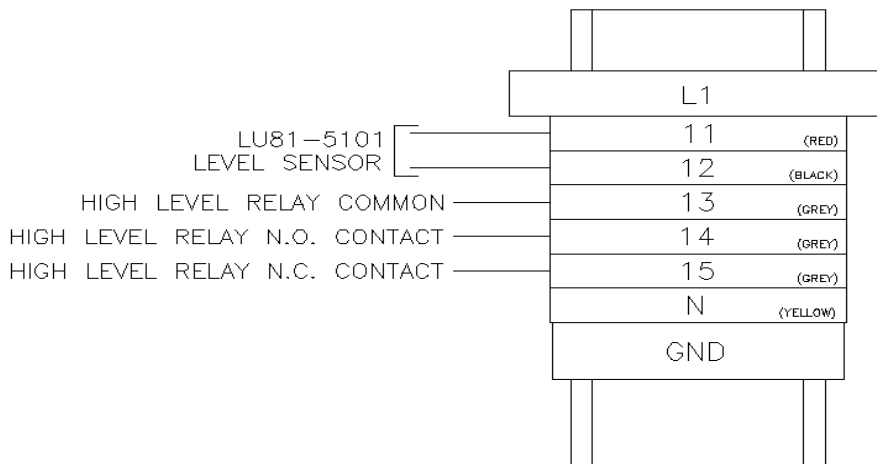 L1
LU81-5101
LEVEL SENSOR
11 (RED)
12 (BLACK)
HIGH LEVEL RELAY COMMON 13 (GREY)
HIGH LEVEL RELAY N.O. CONTACT 14 (GREY)
HIGH LEVEL RELAY N.C. CONTACT 15 (GREY)
N (YELLOW)
GND